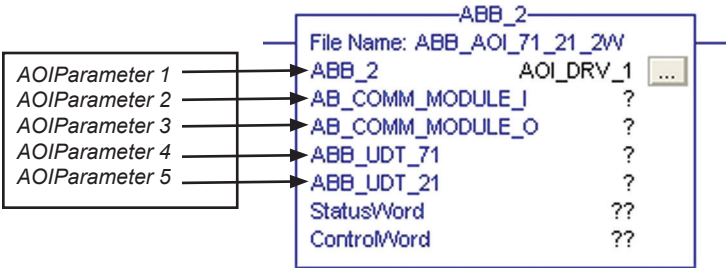 ABB_2
File Name: ABB_AOI_71_21_2W
AOIParameter 1 ABB_2 AOI_DRV_1 ...
AOIParameter 2 AB_COMM_MODULE_I ?
AOIParameter 3 AB_COMM_MODULE_O ?
AOIParameter 4 ABB_UDT_71 ?
AOIParameter 5 ABB_UDT_21 ?
StatusWord ??
ControlWord ??